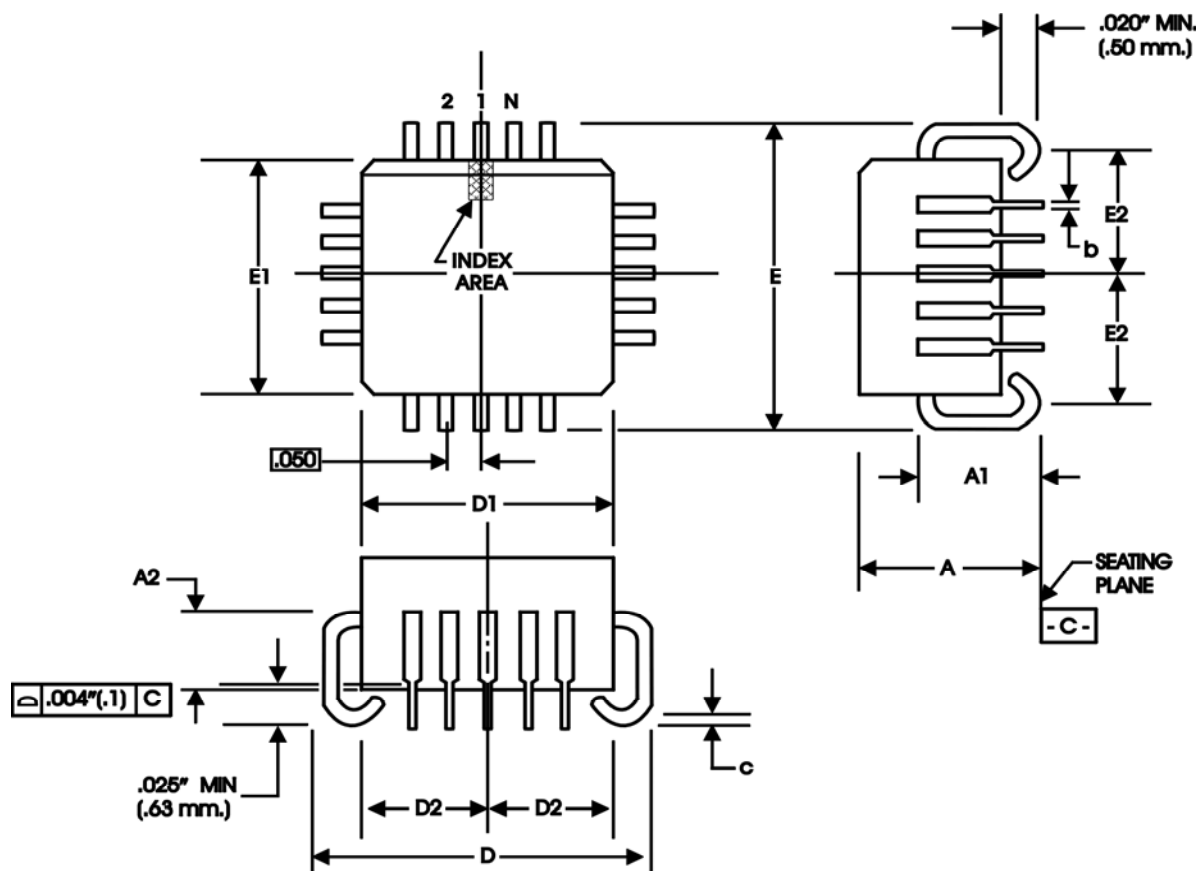 .020" MIN.
(.50 mm.)
2 1 N
E1
INDEX
AREA
E
E2
b
E2
.050
D1
A1
A
SEATING
PLANE
- C -
A2
⌓ .004"(.1) C
.025" MIN
(.63 mm.)
c
D2 D2
D